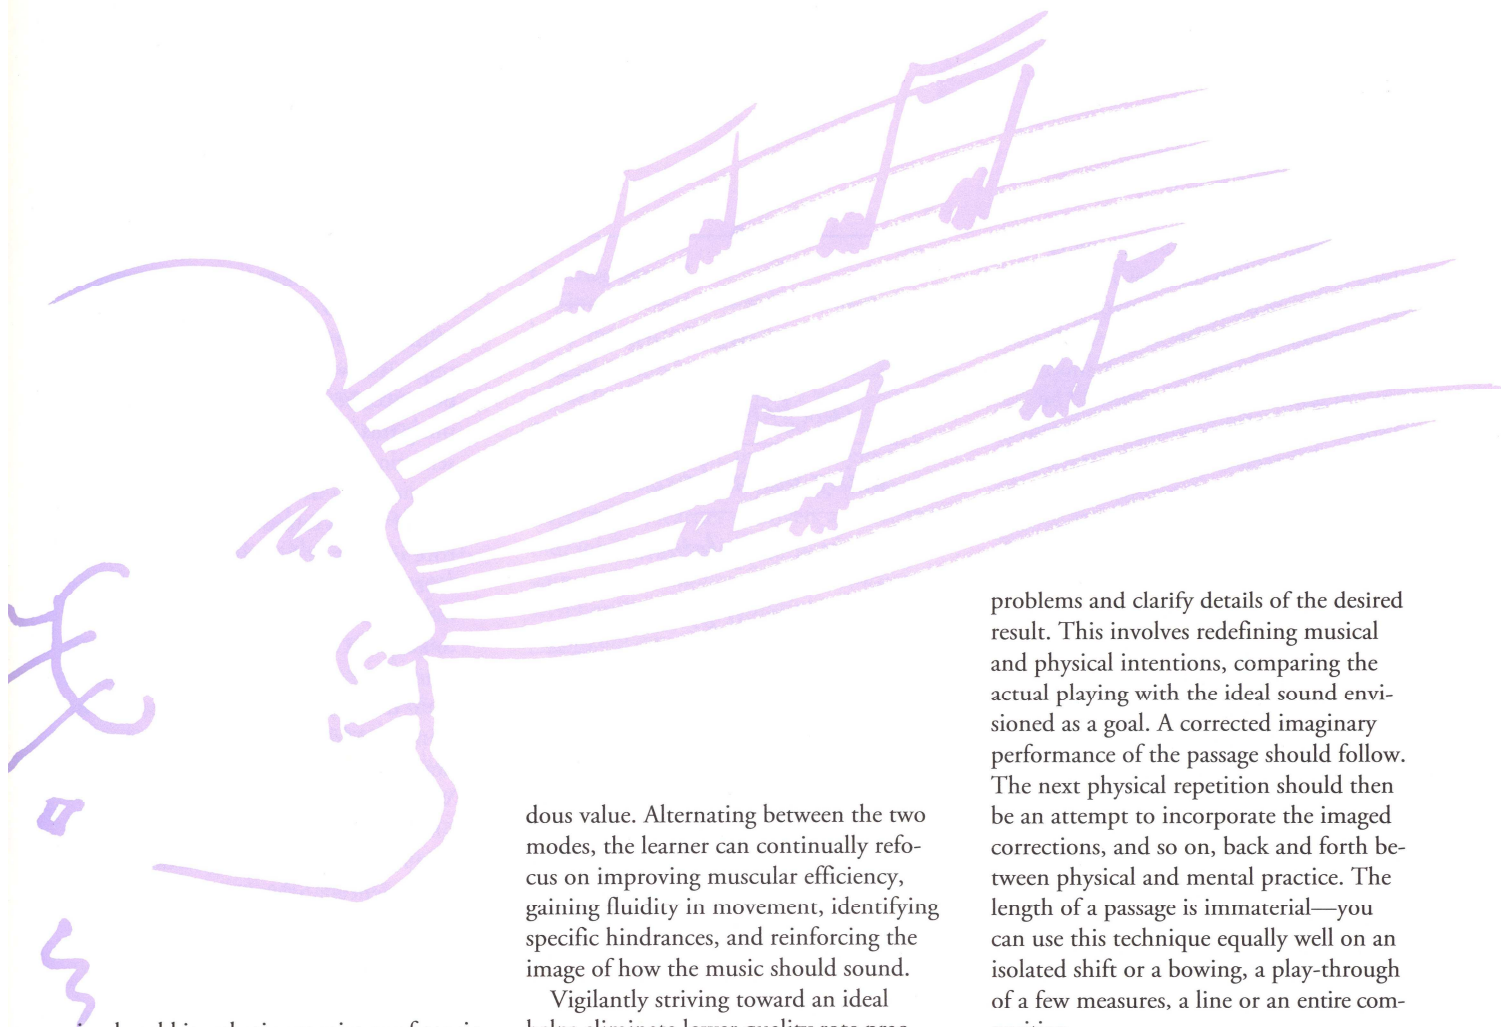 dous value. Alternating between the two
modes, the learner can continually refo-
cus on improving muscular efficiency,
gaining fluidity in movement, identifying
specific hindrances, and reinforcing the
image of how the music should sound.
Vigilantly striving toward an ideal
problems and clarify details of the desired
result. This involves redefining musical
and physical intentions, comparing the
actual playing with the ideal sound envi-
sioned as a goal. A corrected imaginary
performance of the passage should follow.
The next physical repetition should then
be an attempt to incorporate the imaged
corrections, and so on, back and forth be-
tween physical and mental practice. The
length of a passage is immaterial—you
can use this technique equally well on an
isolated shift or a bowing, a play-through
of a few measures, a line or an entire com-